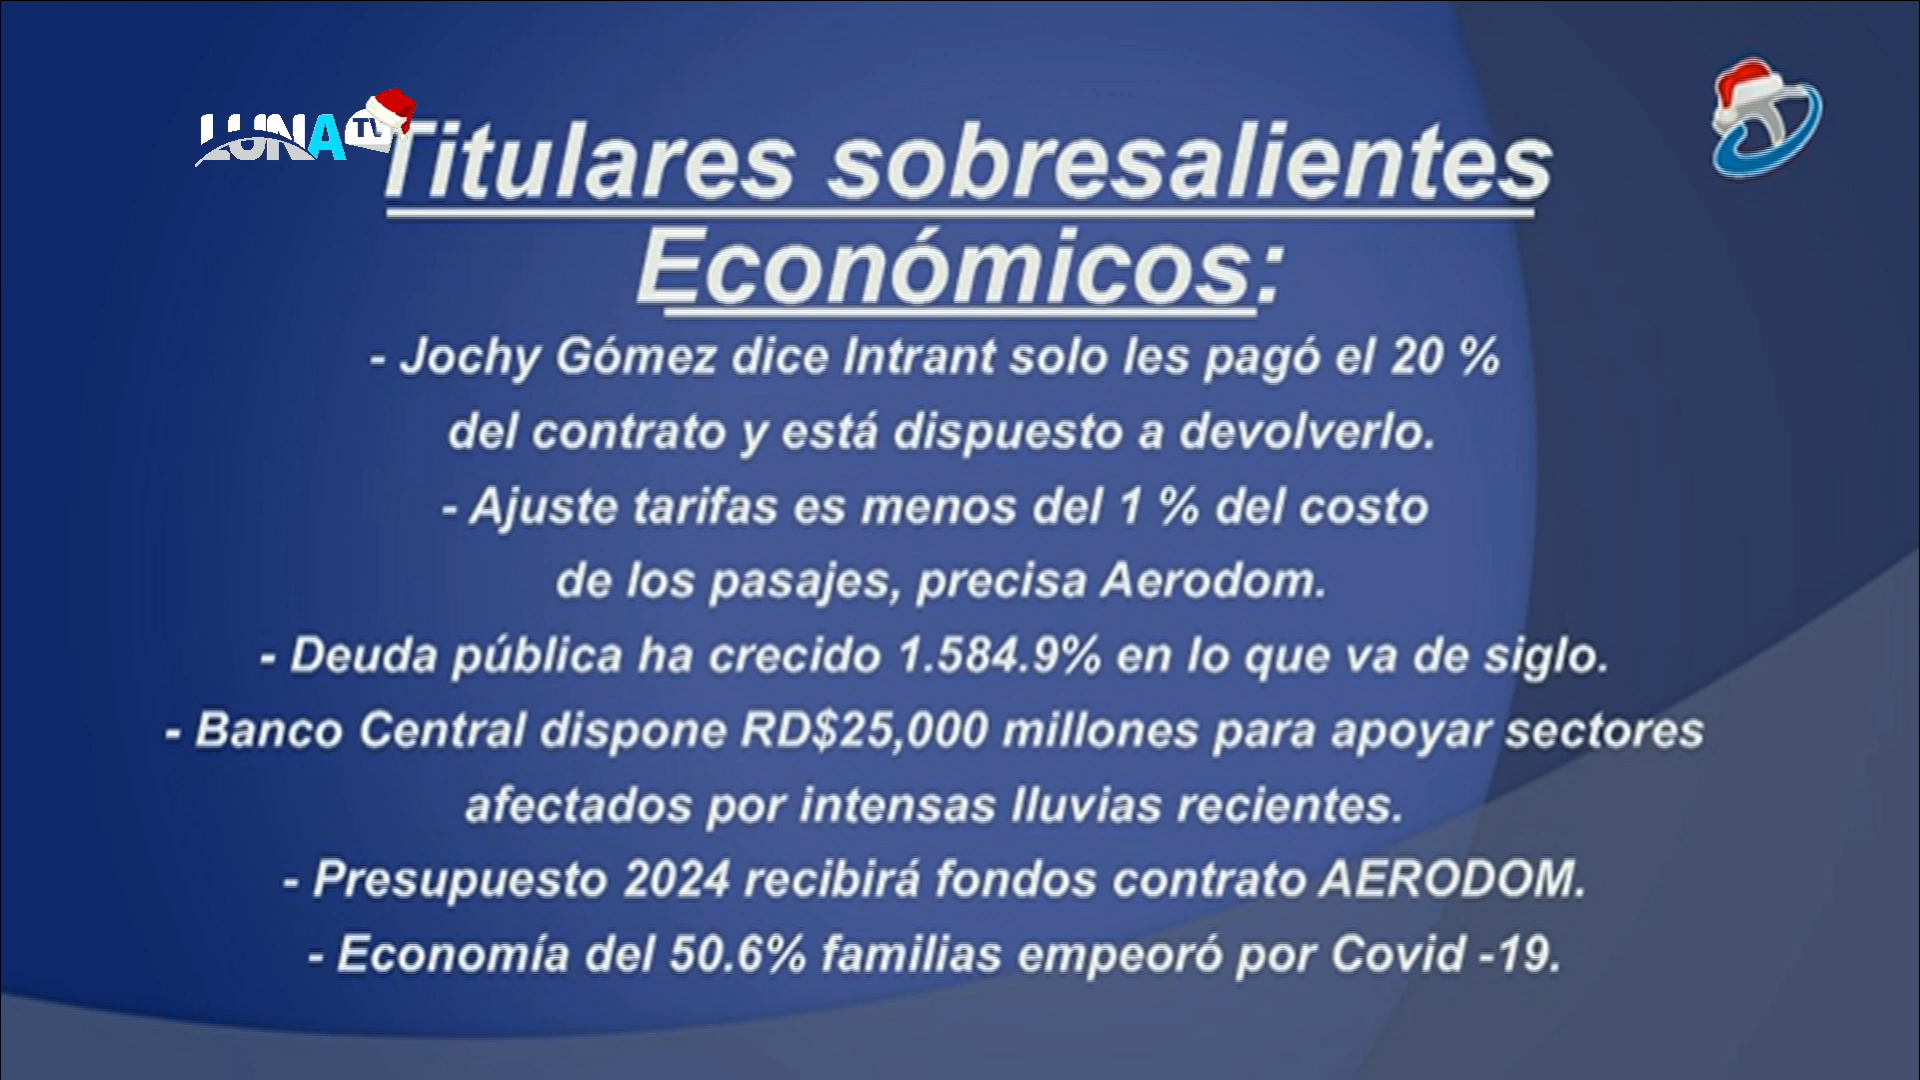 LUNA TV
Titulares sobresalientes
Económicos:
- Jochy Gómez dice Intrant solo les pagó el 20 %
del contrato y está dispuesto a devolverlo.
- Ajuste tarifas es menos del 1 % del costo
de los pasajes, precisa Aerodom.
- Deuda pública ha crecido 1.584.9% en lo que va de siglo.
- Banco Central dispone RD$25,000 millones para apoyar sectores
afectados por intensas lluvias recientes.
- Presupuesto 2024 recibirá fondos contrato AERODOM.
- Economía del 50.6% familias empeoró por Covid -19.